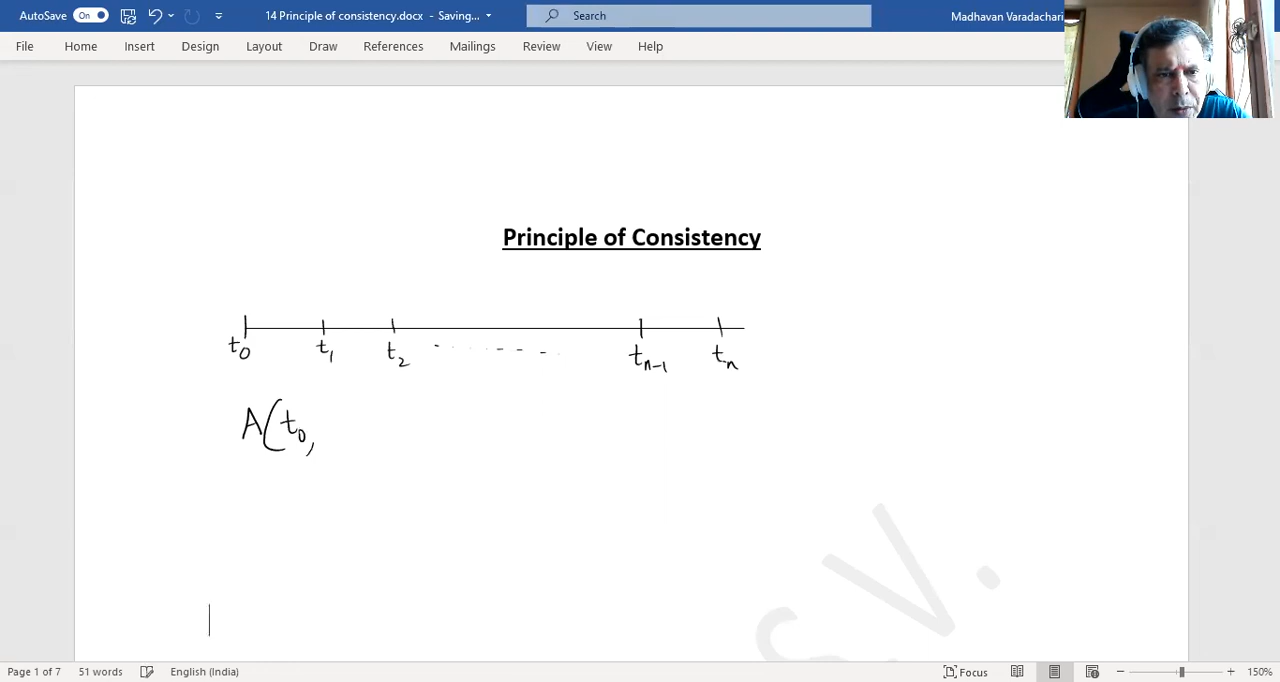 AutoSave On 14 Principle of consistency.docx - Saving... Search Madhavan Varadachari
File Home Insert Design Layout Draw References Mailings Review View Help
Principle of Consistency
t0 t1 t2 - - - - - - tn-1 tn
A(t0,
S V.
Page 1 of 7 51 words English (India) Focus 150%